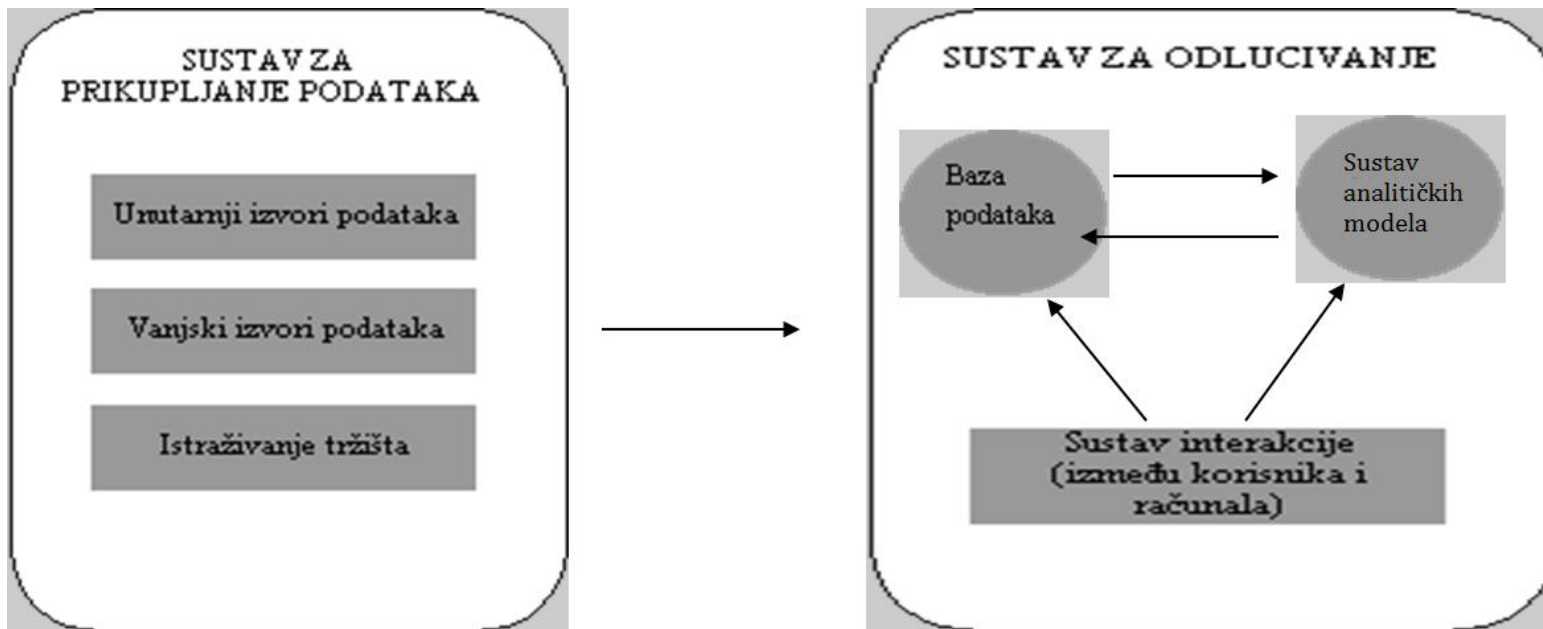 SUSTAV ZA
PRIKUPLJANJE PODATAKA
Unutarnji izvori podataka
Vanjski izvori podataka
Istraživanje tržišta
SUSTAV ZA ODLUCIVANJE
Baza
podataka
Sustav
analitičkih
modela
Sustav interakcije
(između korisnika i
računala)